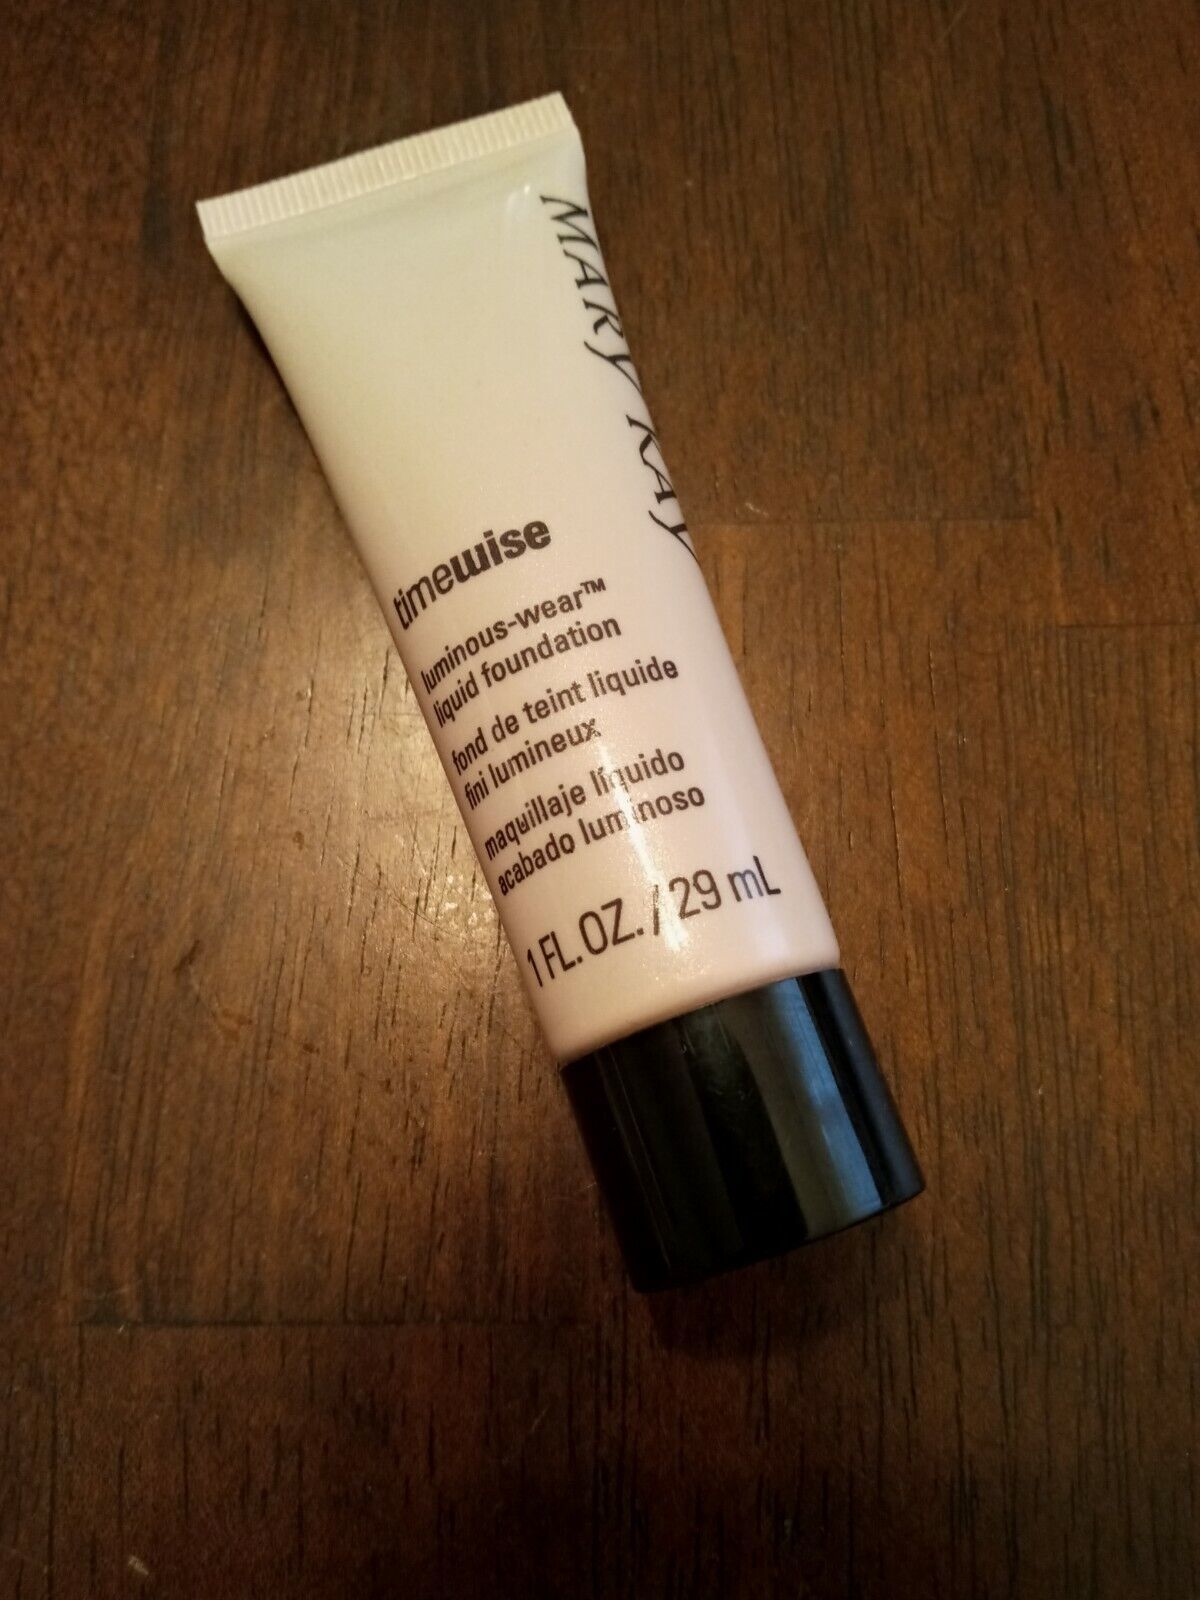 MARY KAY
timewise
luminous-wear™
liquid foundation
fond de teint liquide
fini lumineux
maquillaje líquido
acabado luminoso
1 FL. OZ. / 29 mL